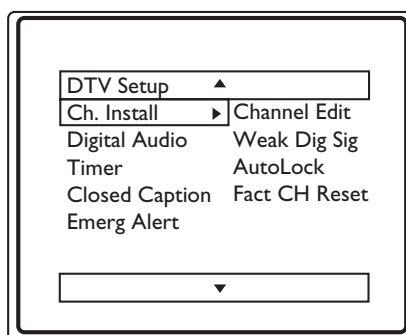 DTV Setup ▲
Ch. Install ▶ Channel Edit
Digital Audio Weak Dig Sig
Timer AutoLock
Closed Caption Fact CH Reset
Emerg Alert
▼